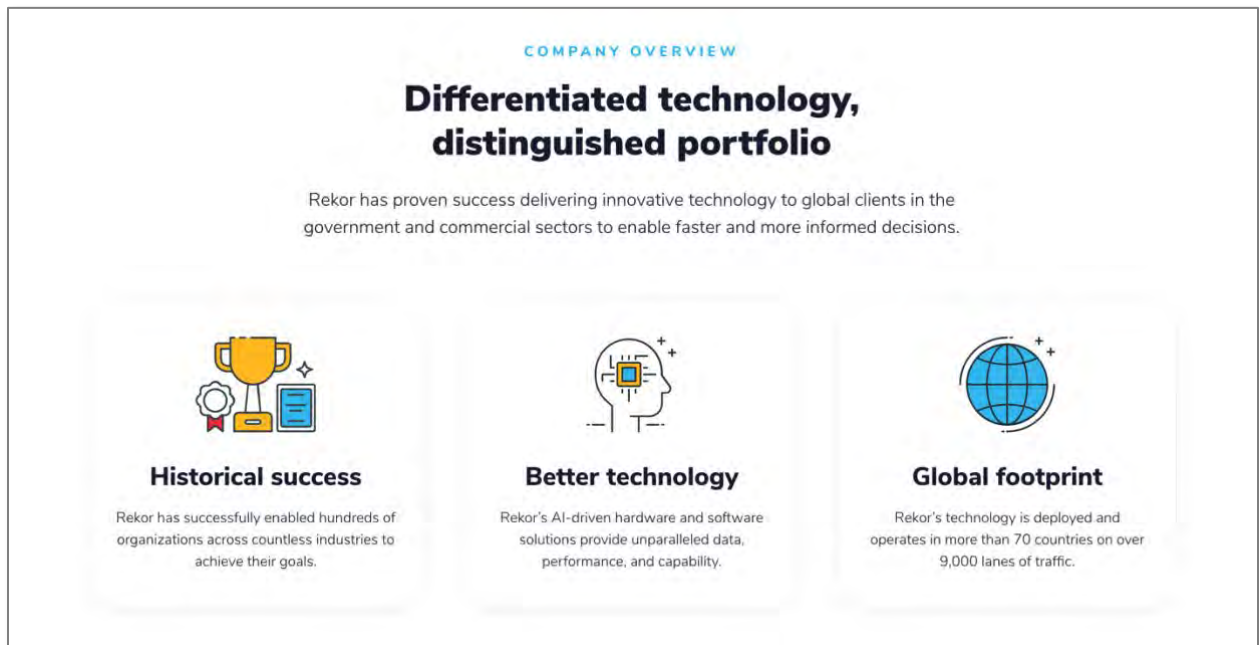 COMPANY OVERVIEW
Differentiated technology,
distinguished portfolio
Rekor has proven success delivering innovative technology to global clients in the
government and commercial sectors to enable faster and more informed decisions.
Historical success
Rekor has successfully enabled hundreds of
organizations across countless industries to
achieve their goals.
Better technology
Rekor's AI-driven hardware and software
solutions provide unparalleled data,
performance, and capability.
Global footprint
Rekor's technology is deployed and
operates in more than 70 countries on over
9,000 lanes of traffic.